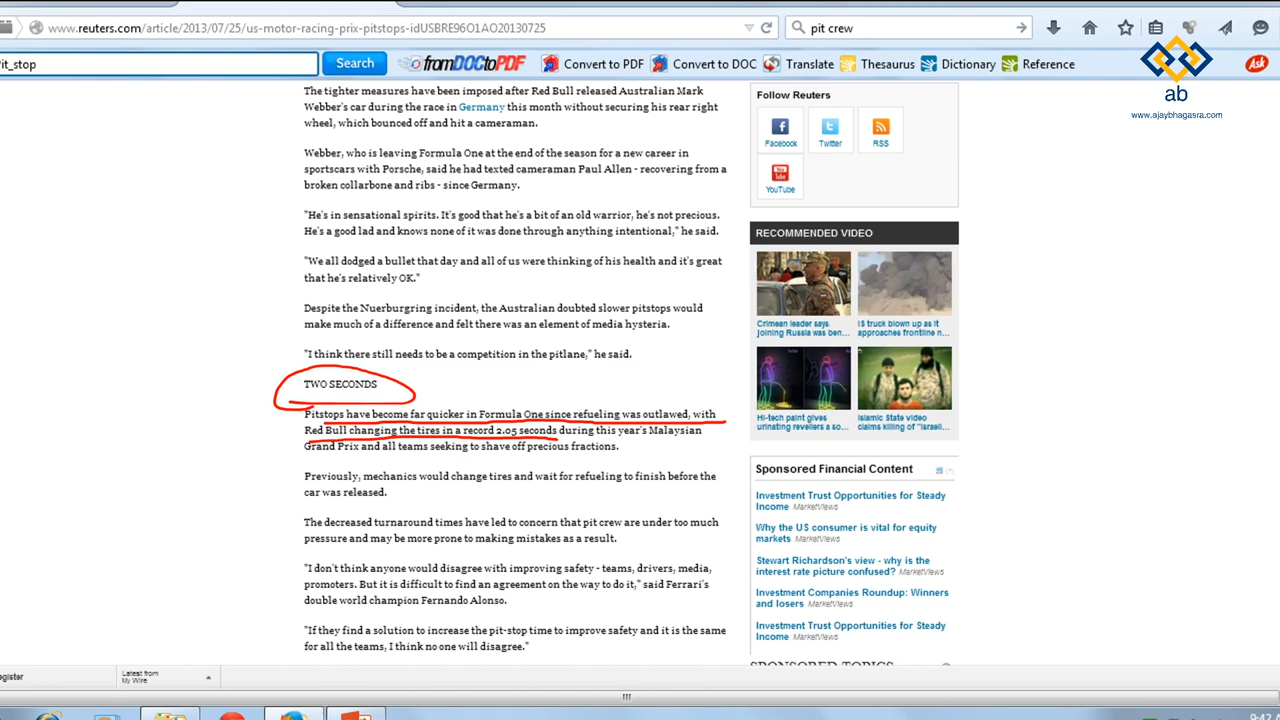 www.reuters.com/article/2013/07/25/us-motor-racing-prix-pitstops-idUSBRE96O1AO20130725
pit crew
it_stop
Search
fromDOCtoPDF
Convert to PDF
Convert to DOC
Translate
Thesaurus
Dictionary
Reference
Ask
ab
www.ajaybhagasra.com
The tighter measures have been imposed after Red Bull released Australian Mark
Webber's car during the race in Germany this month without securing his rear right
wheel, which bounced off and hit a cameraman.
Webber, who is leaving Formula One at the end of the season for a new career in
sportscars with Porsche, said he had texted cameraman Paul Allen - recovering from a
broken collarbone and ribs - since Germany.
"He's in sensational spirits. It's good that he's a bit of an old warrior, he's not precious.
He's a good lad and knows none of it was done through anything intentional," he said.
"We all dodged a bullet that day and all of us were thinking of his health and it's great
that he's relatively OK."
Despite the Nuerburgring incident, the Australian doubted slower pitstops would
make much of a difference and felt there was an element of media hysteria.
"I think there still needs to be a competition in the pitlane," he said.
TWO SECONDS
Pitstops have become far quicker in Formula One since refueling was outlawed, with
Red Bull changing the tires in a record 2.05 seconds during this year's Malaysian
Grand Prix and all teams seeking to shave off precious fractions.
Previously, mechanics would change tires and wait for refueling to finish before the
car was released.
The decreased turnaround times have led to concern that pit crew are under too much
pressure and may be more prone to making mistakes as a result.
"I don't think anyone would disagree with improving safety - teams, drivers, media,
promoters. But it is difficult to find an agreement on the way to do it," said Ferrari's
double world champion Fernando Alonso.
"If they find a solution to increase the pit-stop time to improve safety and it is the same
for all the teams, I think no one will disagree."
Follow Reuters
Facebook
Twitter
RSS
YouTube
RECOMMENDED VIDEO
Crimean leader says
joining Russia was ben...
IS truck blown up as it
approaches frontline n...
Hi-tech paint gives
urinating revellers a so...
Islamic State video
claims killing of "Israeli...
Sponsored Financial Content
Investment Trust Opportunities for Steady
Income MarketViews
Why the US consumer is vital for equity
markets MarketViews
Stewart Richardson's view - why is the
interest rate picture confused? MarketViews
Investment Companies Roundup: Winners
and losers MarketViews
Investment Trust Opportunities for Steady
Income MarketViews
SPONSORED TOPICS
egister
Latest from
My Wire